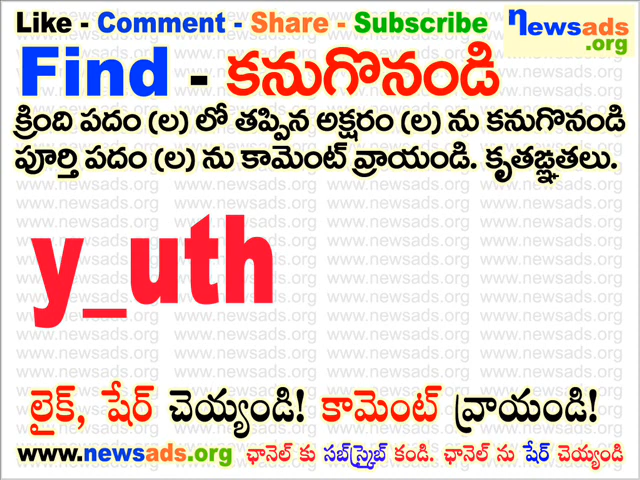 Like - Comment - Share - Subscribe
newsads
.org
Find - కనుగొనండి
క్రింది పదం (ల) లో తప్పిన అక్షరం (ల) ను కనుగొనండి
పూర్తి పదం (ల) ను కామెంట్ వ్రాయండి. కృతఙ్ఞతలు.
y_uth
లైక్, షేర్ చెయ్యండి! కామెంట్ వ్రాయండి!
www.newsads.org ఛానెల్ కు సబ్‌స్క్రైబ్ కండి. ఛానెల్ ను షేర్ చెయ్యండి